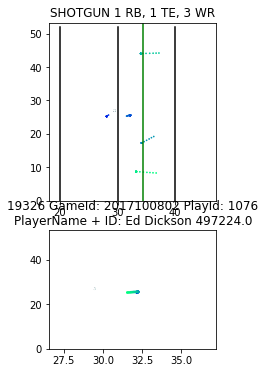 SHOTGUN 1 RB, 1 TE, 3 WR
50
40
30
20
10
0
20 30 40
19326 GameId: 2017100802 PlayId: 1076
PlayerName + ID: Ed Dickson 497224.0
40
20
0
27.5 30.0 32.5 35.0